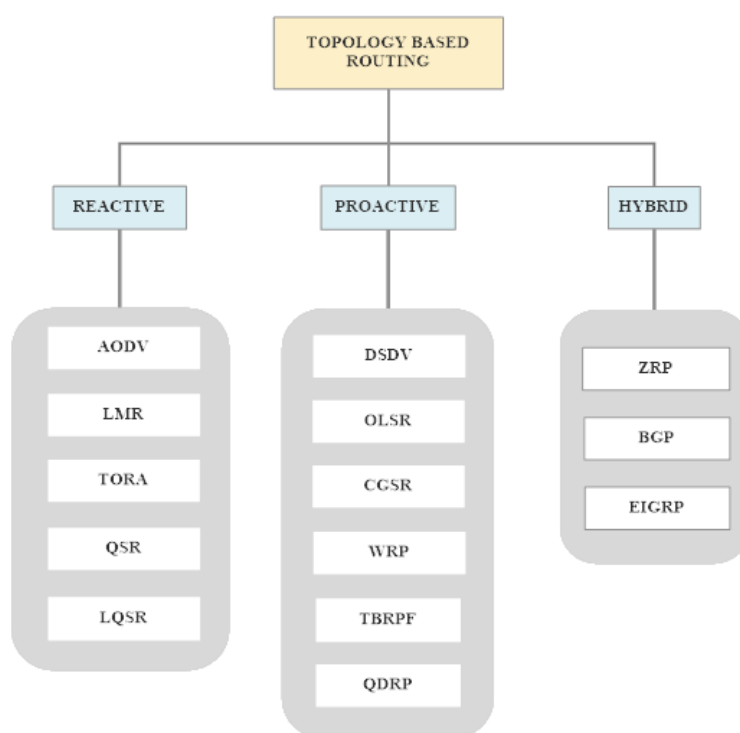 TOPOLOGY BASED
ROUTING
REACTIVE
PROACTIVE
HYBRID
AODV
LMR
TORA
QSR
LQSR
DSDV
OLSR
CGSR
WRP
TBRPF
QDRP
ZRP
BGP
EIGRP